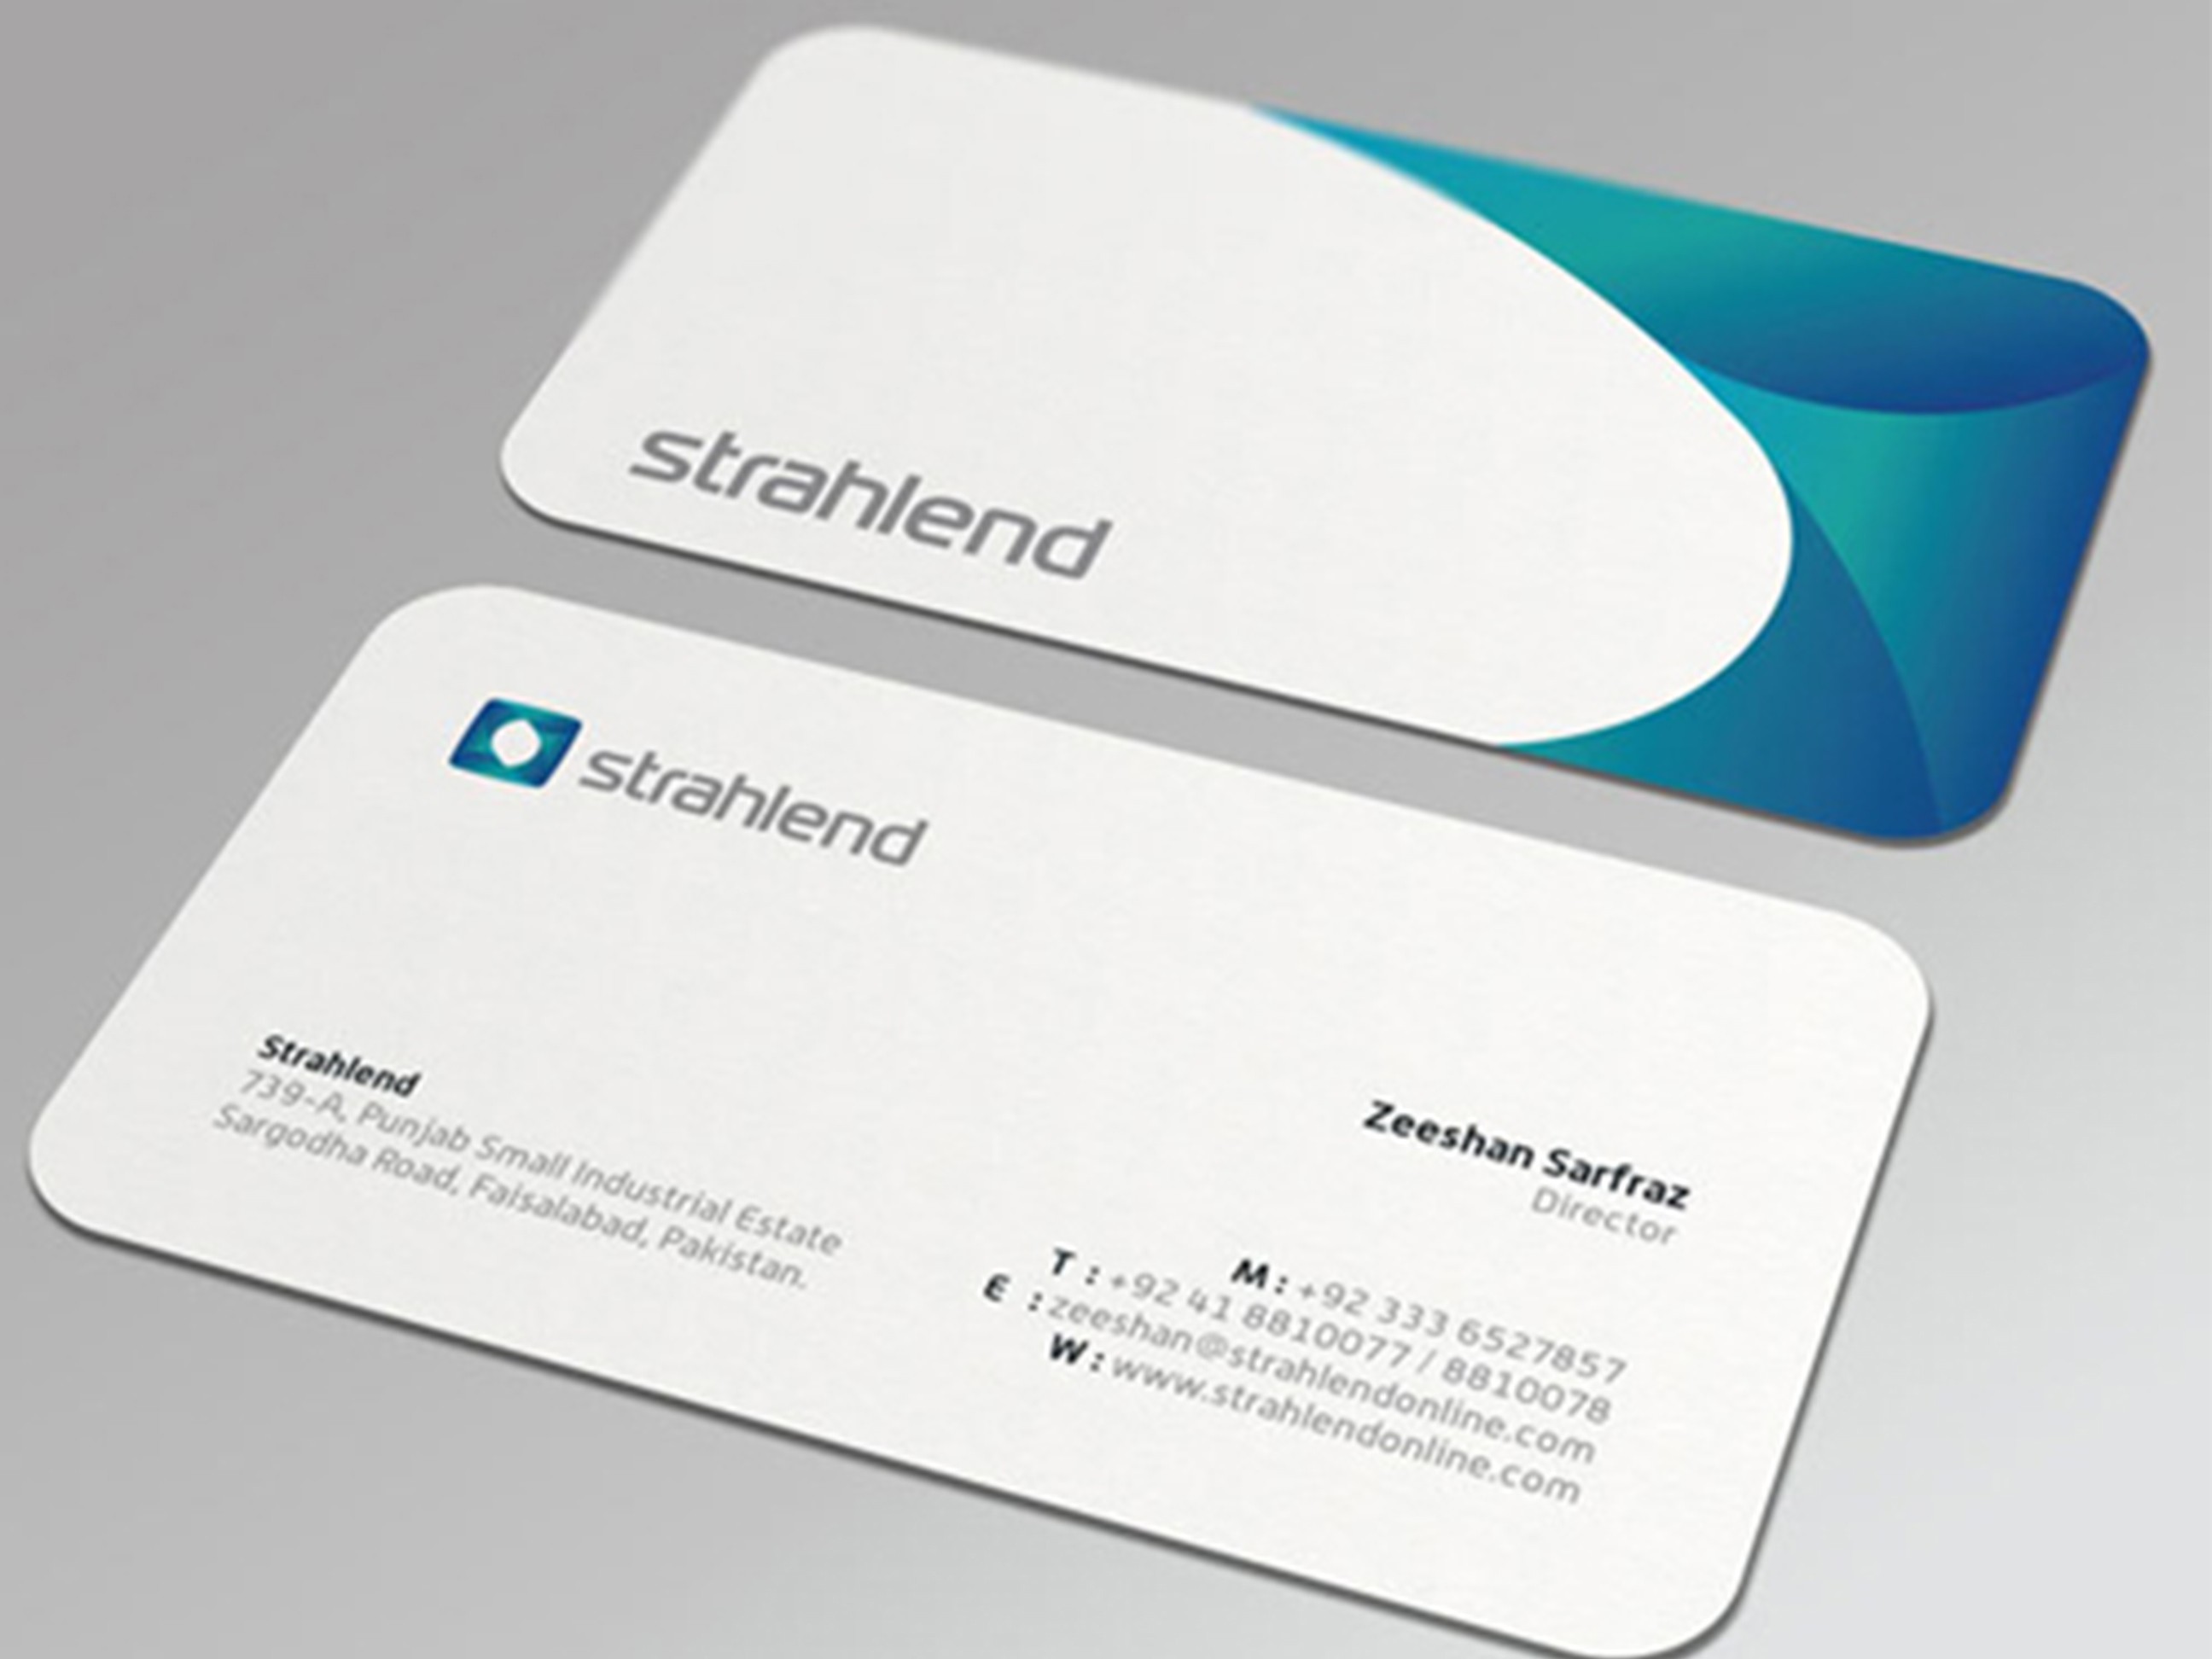 strahlend
strahlend
Strahlend
739-A, Punjab Small Industrial Estate
Sargodha Road, Faisalabad, Pakistan.
Zeeshan Sarfraz
Director
M : +92 333 6527857
T : +92 41 8810077 / 8810078
E : zeeshan@strahlendonline.com
W : www.strahlendonline.com